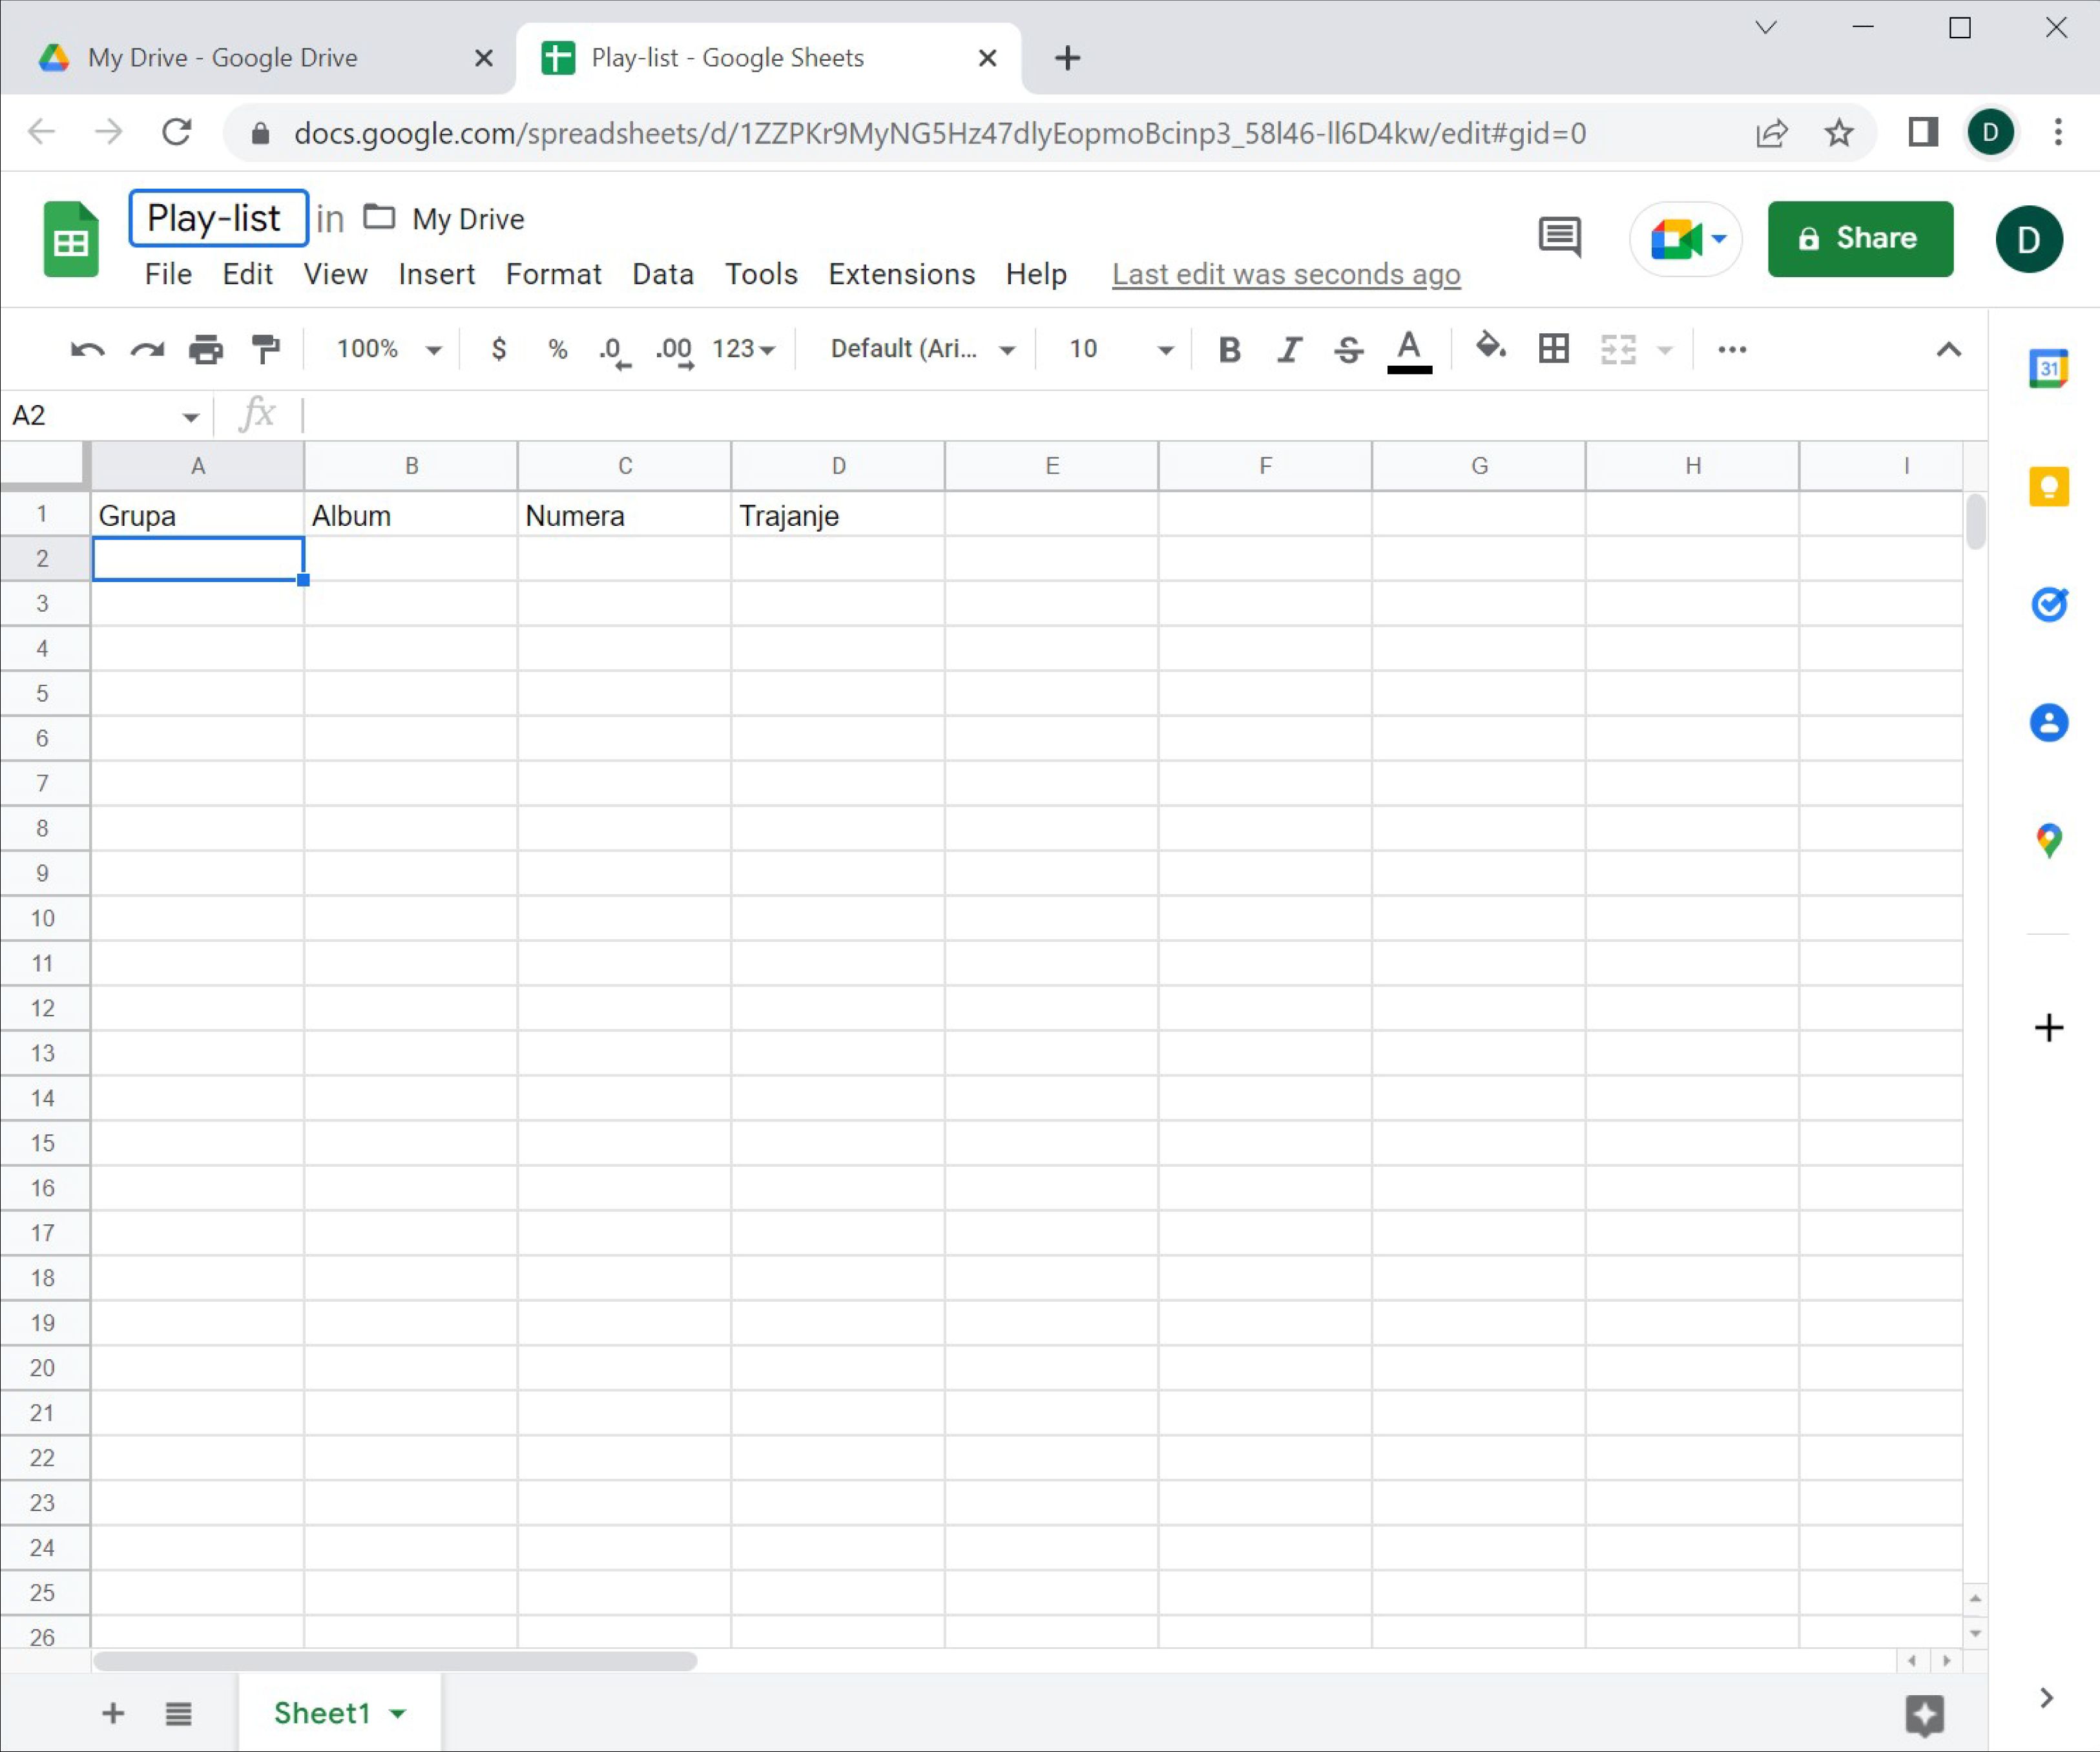 My Drive - Google Drive
Play-list - Google Sheets
docs.google.com/spreadsheets/d/1ZZPKr9MyNG5Hz47dlyEopmoBcinp3_58l46-ll6D4kw/edit#gid=0
D
Play-list in My Drive
File Edit View Insert Format Data Tools Extensions Help Last edit was seconds ago
Share
D
100% $ % .0 .00 123 Default (Ari... 10 B I S A
31
A2 fx
A B C D E F G H I
1 Grupa Album Numera Trajanje
2
3
4
5
6
7
8
9
10
11
12
13
14
15
16
17
18
19
20
21
22
23
24
25
26
Sheet1